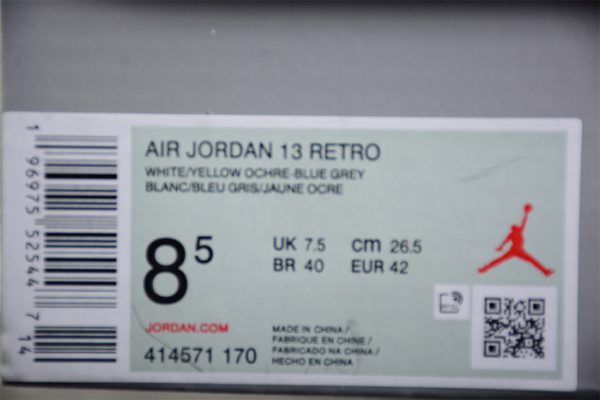 AIR JORDAN 13 RETRO
WHITE/YELLOW OCHRE-BLUE GREY
BLANC/BLEU GRIS/JAUNE OCRE
8 5
UK 7.5 cm 26.5
BR 40 EUR 42
JORDAN.COM
414571 170
MADE IN CHINA /
FABRIQUE EN CHINE /
FABRICADO NA CHINA /
HECHO EN CHINA
1 96975 52544 7 14